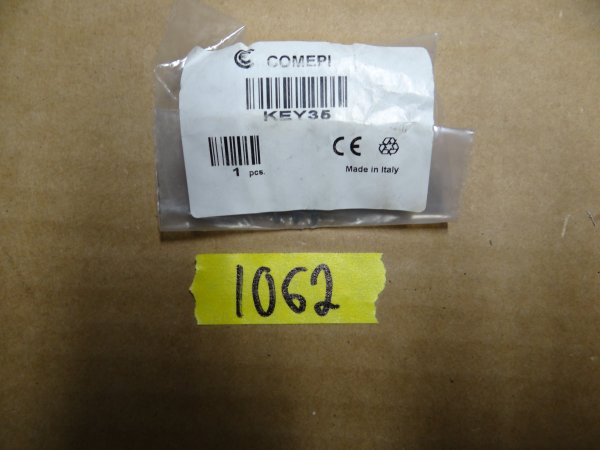 COMEPI
KEY35
CE
1 pcs.
Made in Italy
1062